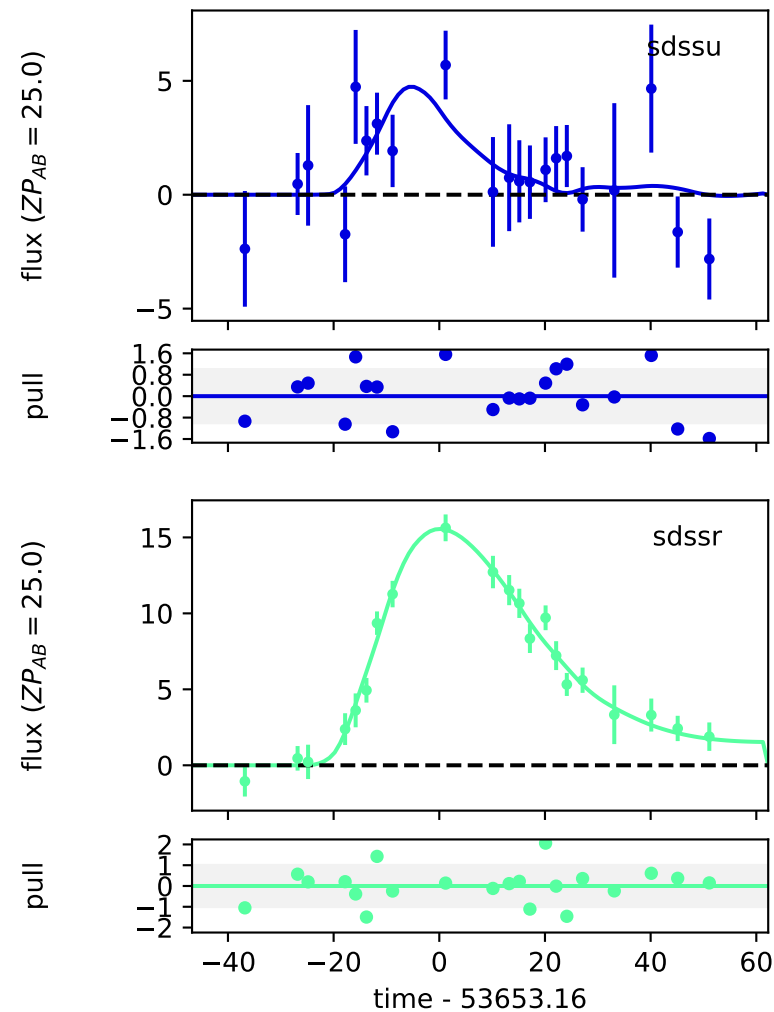 sdssu
flux (ZP_AB = 25.0)
5
0
−5
pull
1.6
0.8
0.0
−0.8
−1.6
sdssr
flux (ZP_AB = 25.0)
15
10
5
0
pull
2
1
0
−1
−2
−40 −20 0 20 40 60
time - 53653.16